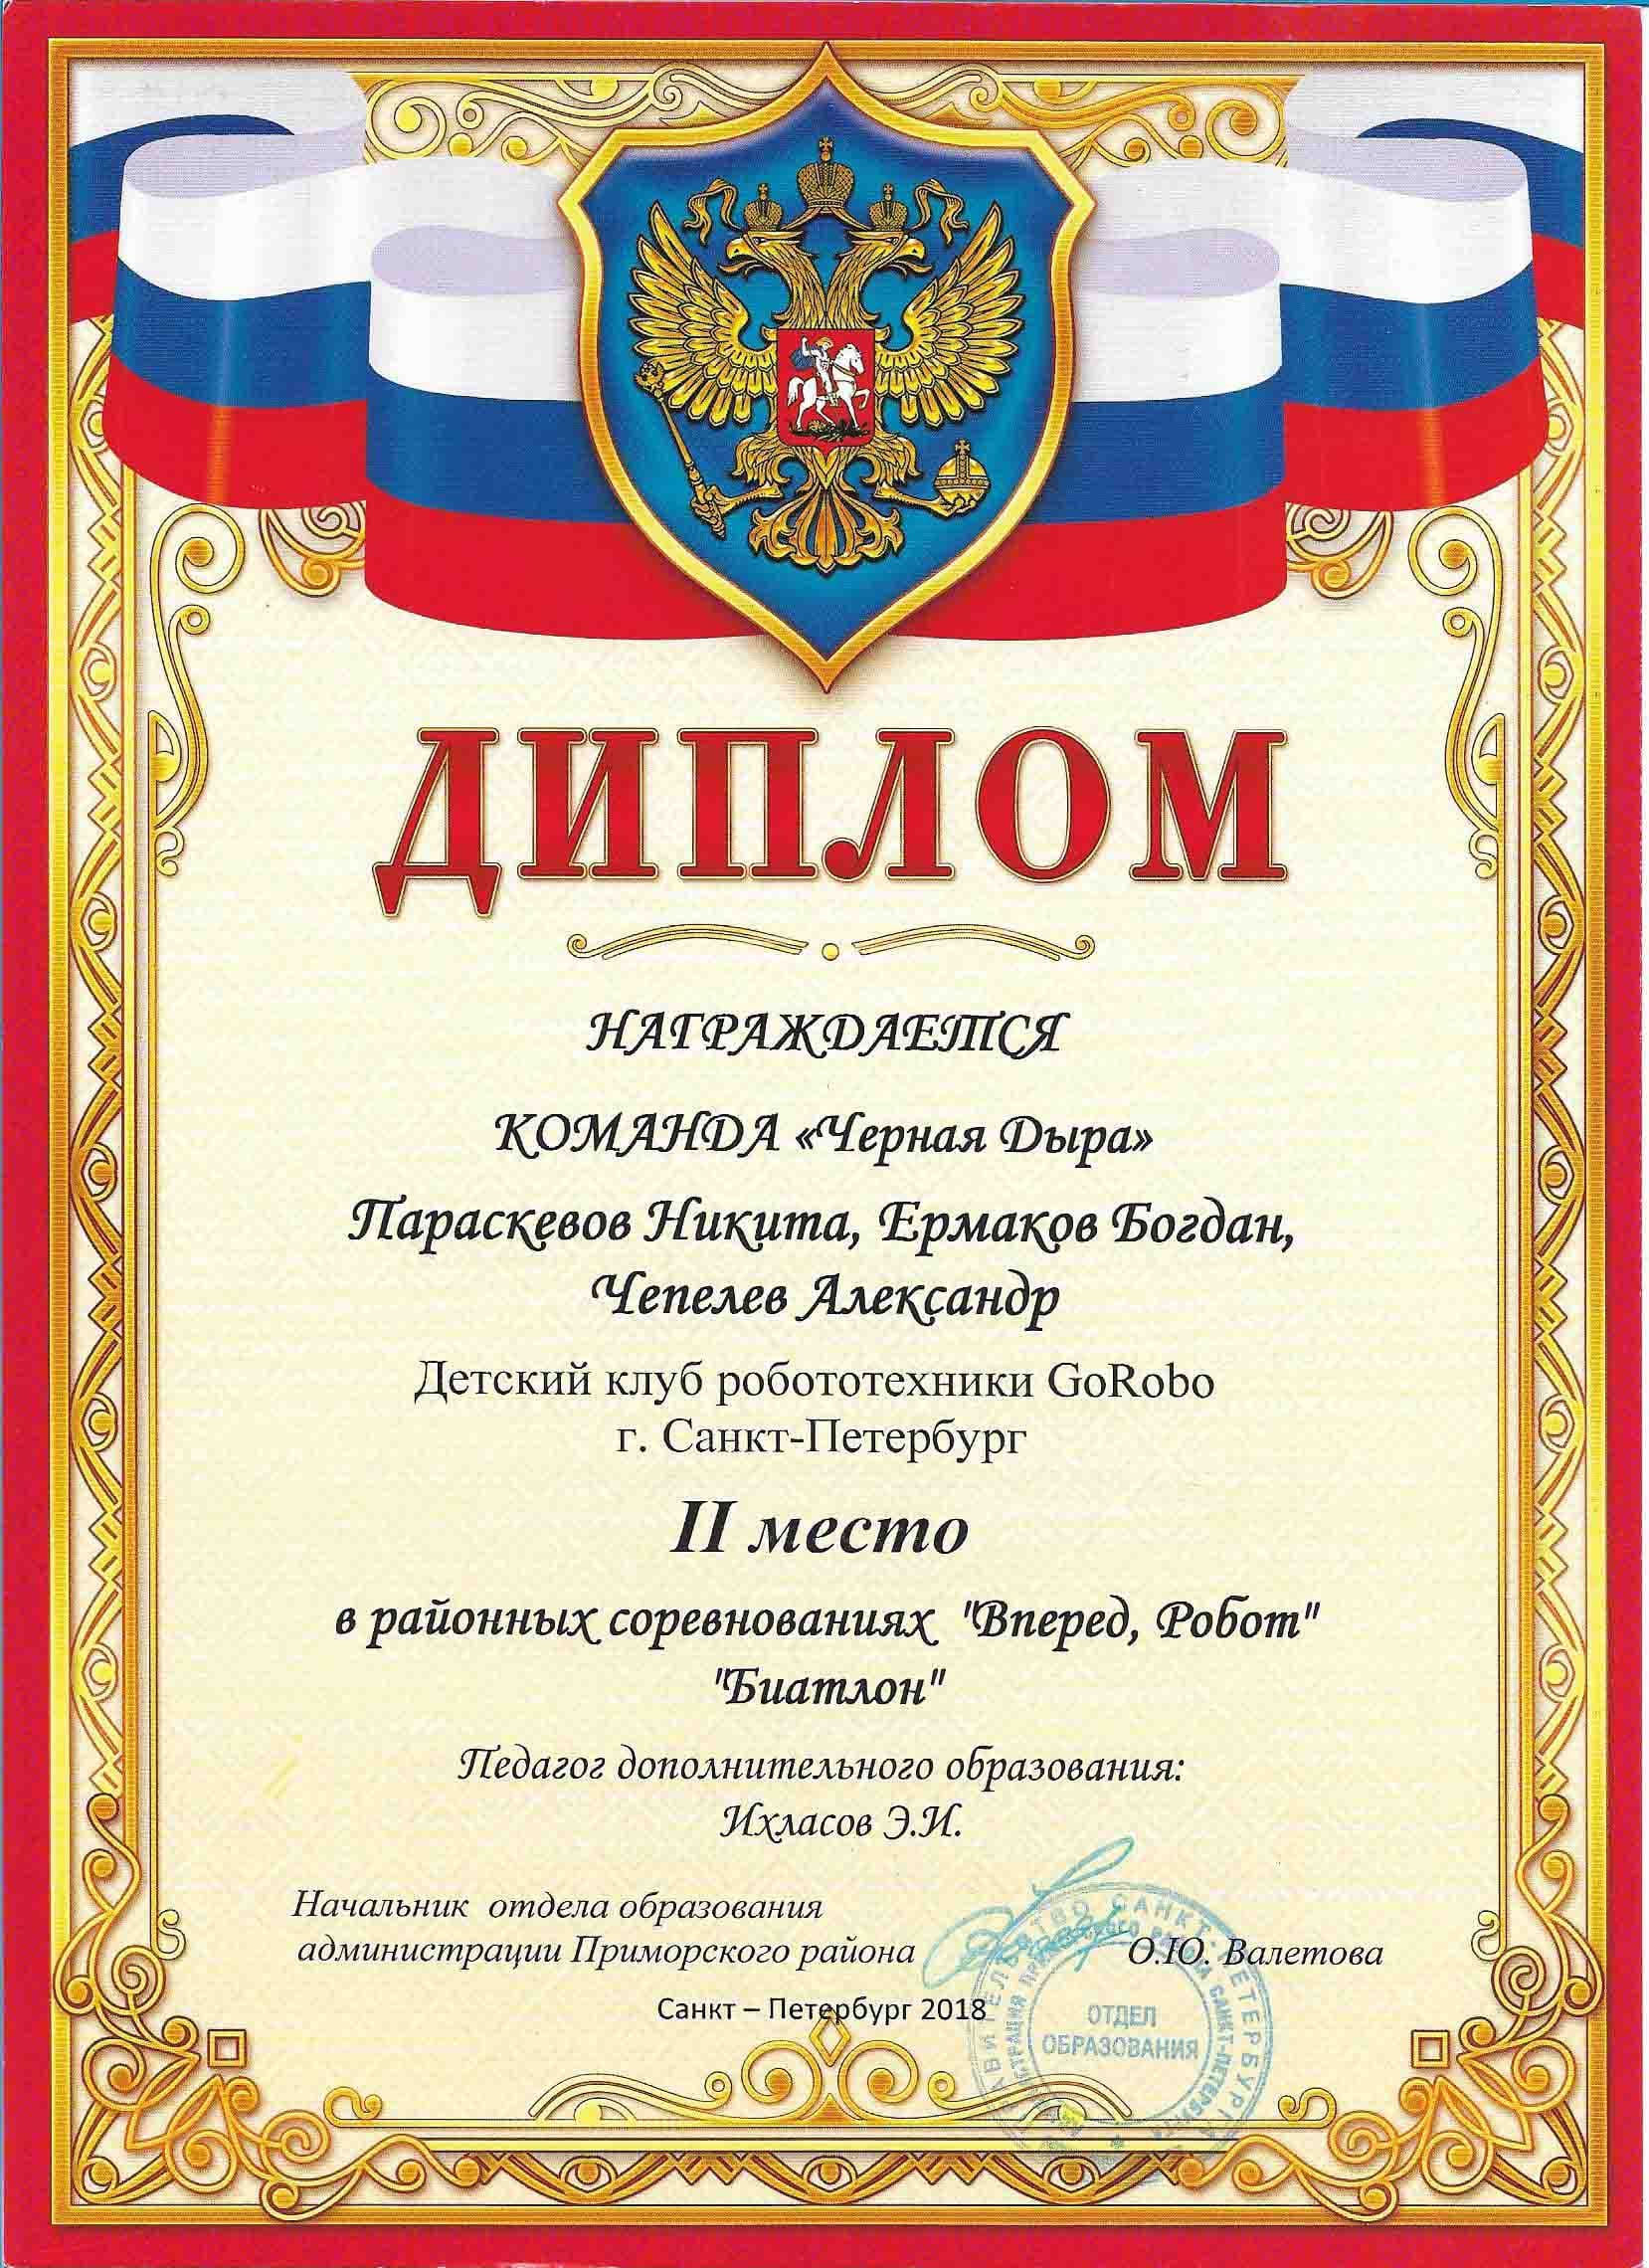 ДИПЛОМ
НАГРАЖДАЕТСЯ
КОМАНДА «Черная Дыра»
Параскевов Никита, Ермаков Богдан,
Чепелев Александр
Детский клуб робототехники GoRobo
г. Санкт-Петербург
II место
в районных соревнованиях "Вперед, Робот"
"Биатлон"
Педагог дополнительного образования:
Ихласов Э.И.
Начальник отдела образования
администрации Приморского района
О.Ю. Валетова
Санкт – Петербург 2018
ОТДЕЛ
ОБРАЗОВАНИЯ